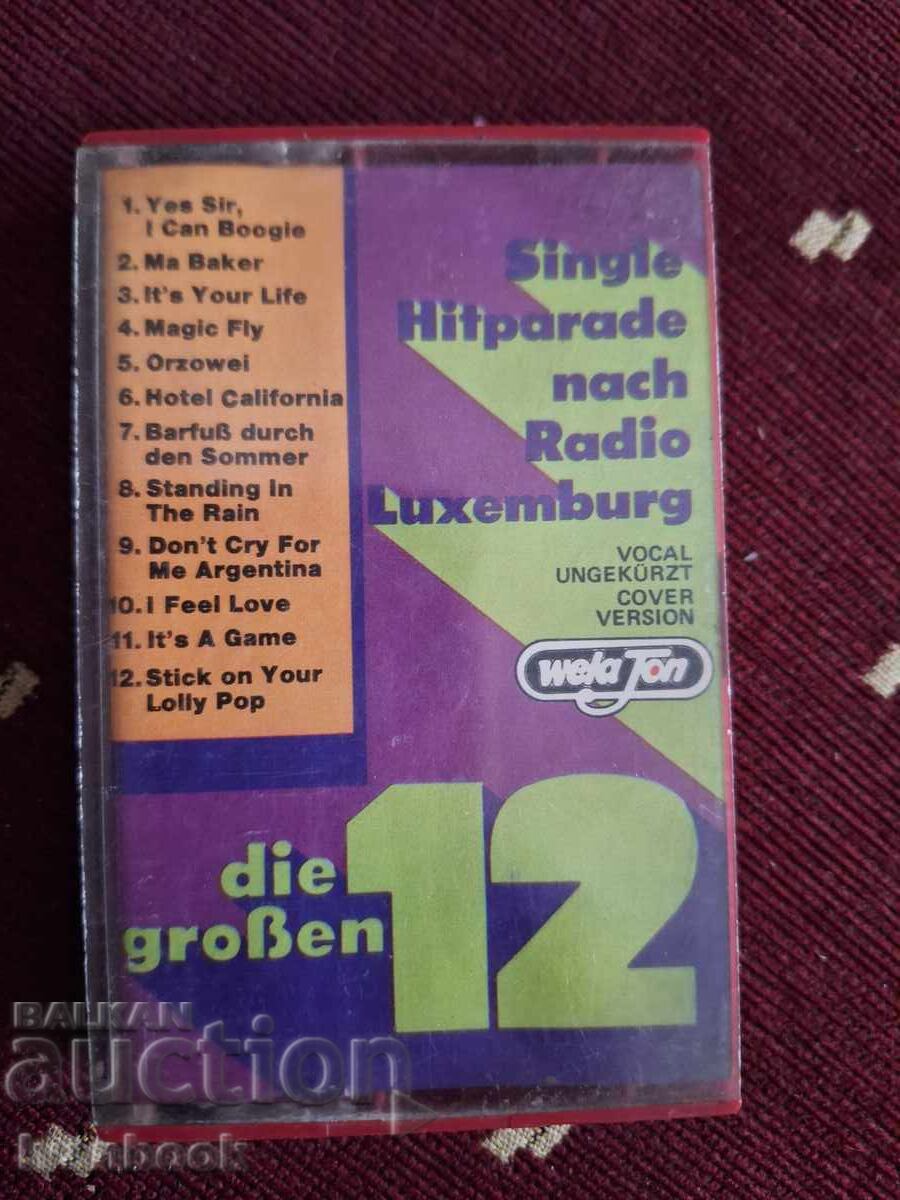 1. Yes Sir,
I Can Boogie
2. Ma Baker
3. It's Your Life
4. Magic Fly
5. Orzowei
6. Hotel California
7. Barfuß durch
den Sommer
8. Standing In
The Rain
9. Don't Cry For
Me Argentina
10. I Feel Love
11. It's A Game
12. Stick on Your
Lolly Pop
Single
Hitparade
nach
Radio
Luxemburg
VOCAL
UNGEKÜRZT
COVER
VERSION
wela Ton
die
großen
12
BALKAN
auction